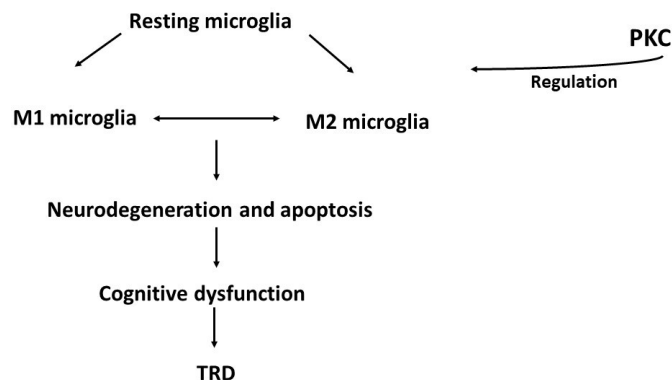 Resting microglia
PKC
Regulation
M1 microglia
M2 microglia
Neurodegeneration and apoptosis
Cognitive dysfunction
TRD